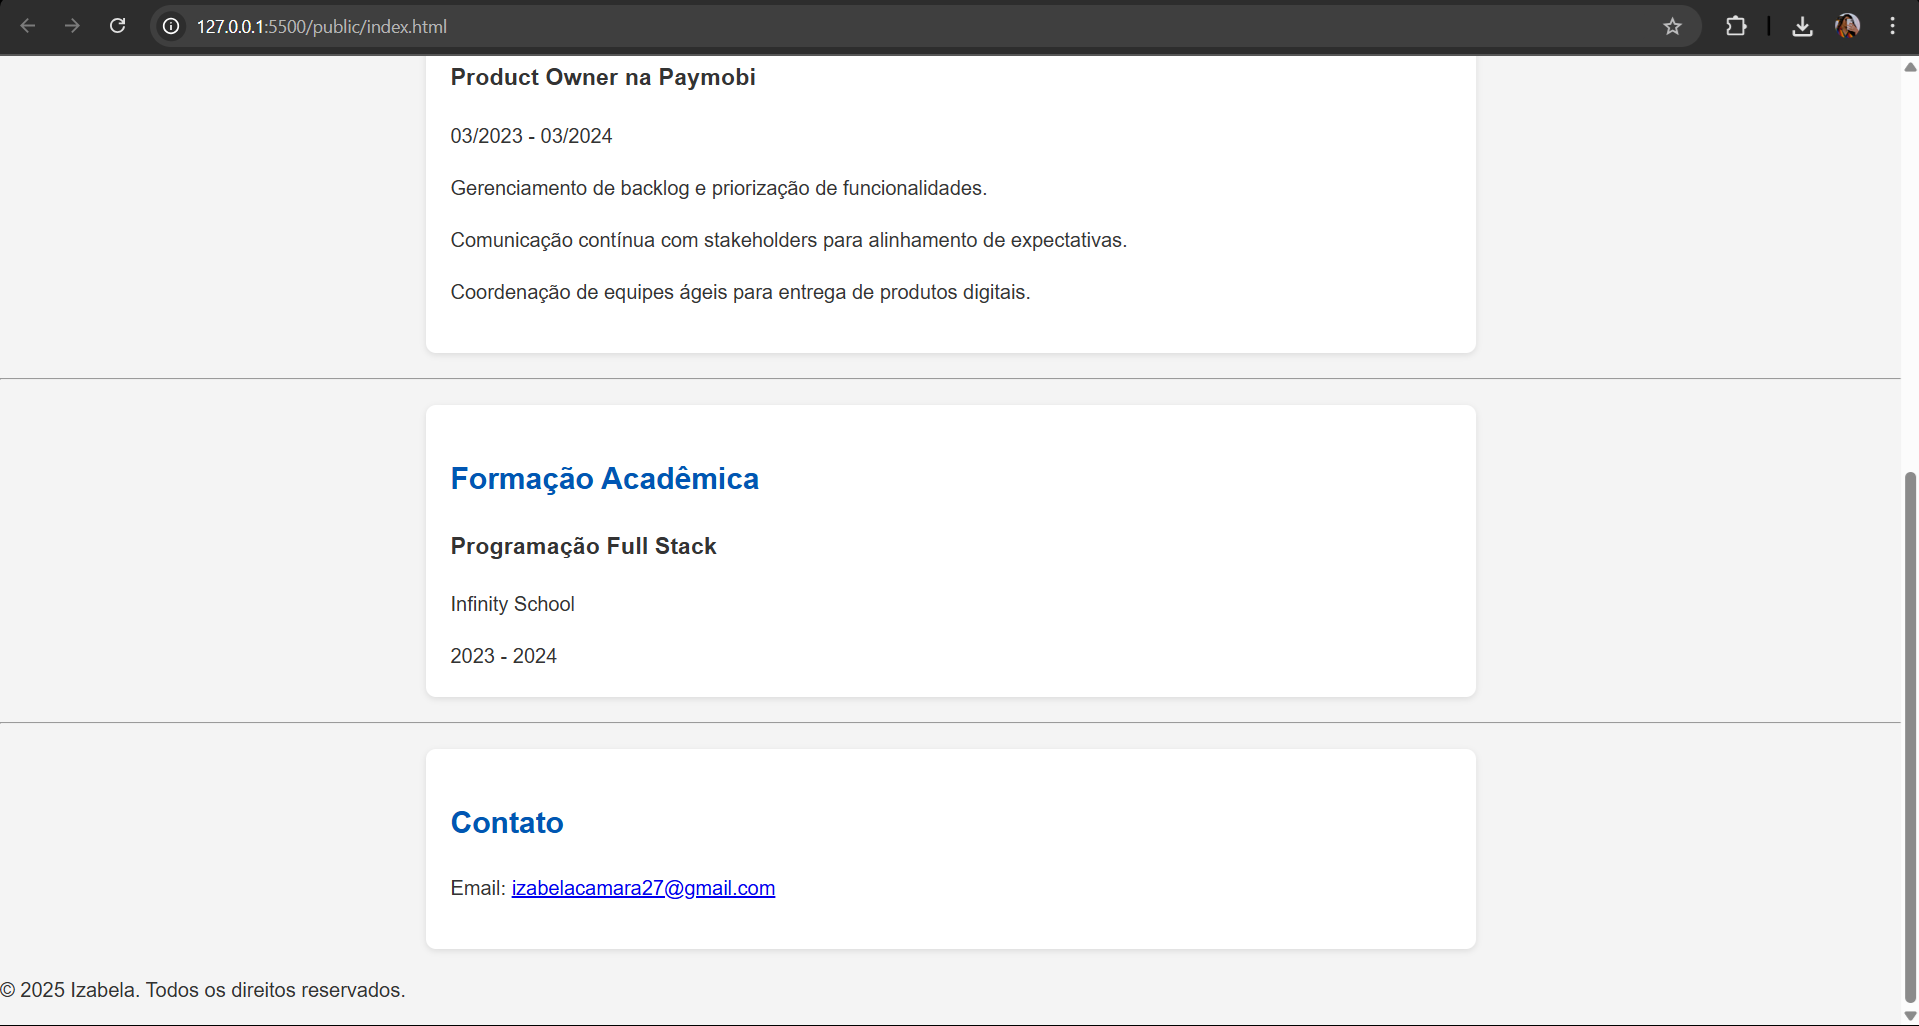 127.0.0.1:5500/public/index.html
Product Owner na Paymobi
03/2023 - 03/2024
Gerenciamento de backlog e priorização de funcionalidades.
Comunicação contínua com stakeholders para alinhamento de expectativas.
Coordenação de equipes ágeis para entrega de produtos digitais.
Formação Acadêmica
Programação Full Stack
Infinity School
2023 - 2024
Contato
Email: izabelacamara27@gmail.com
© 2025 Izabela. Todos os direitos reservados.